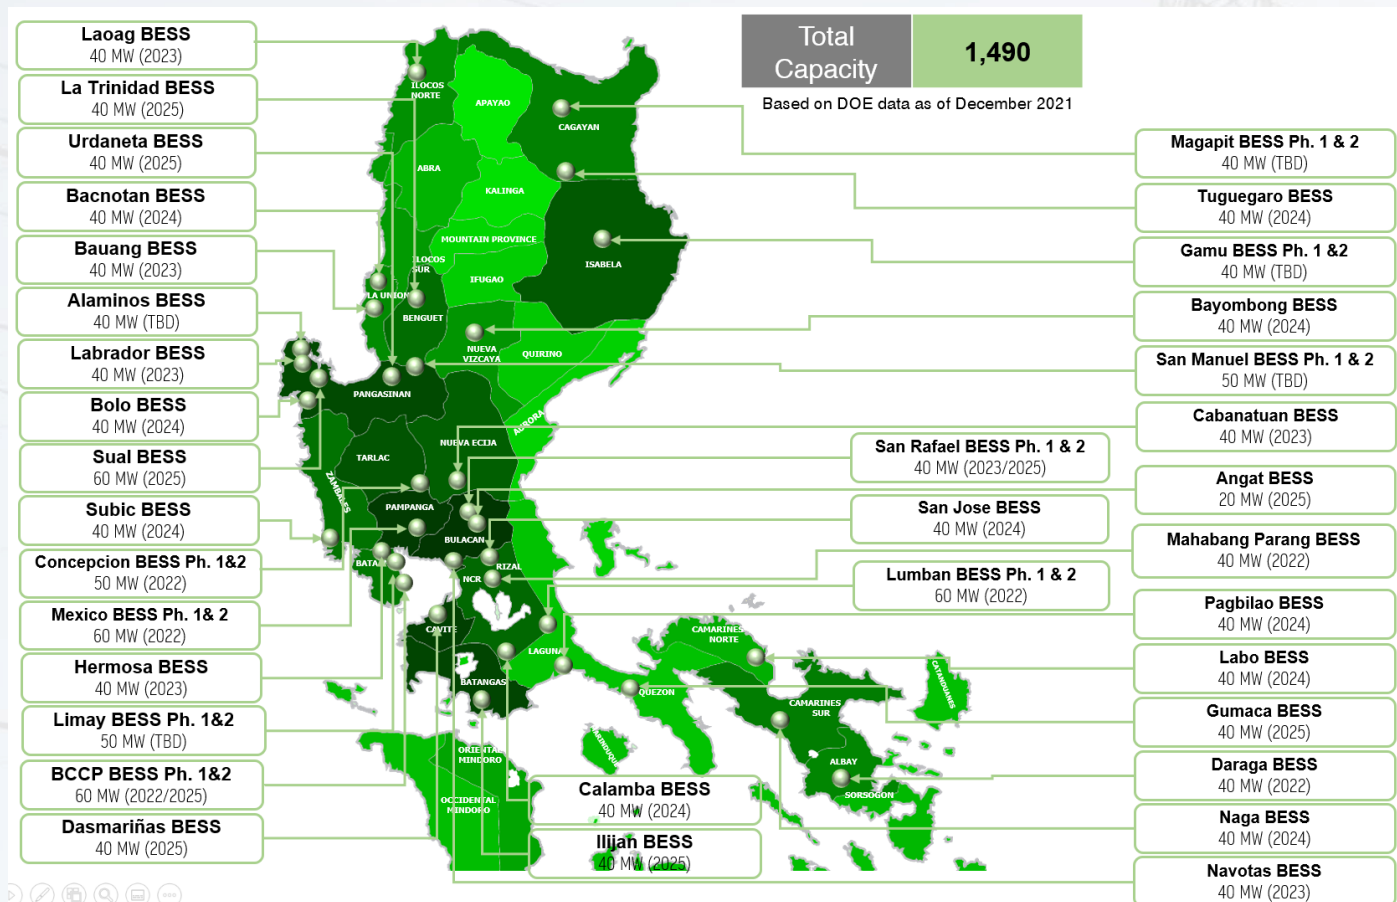 Total
Capacity
1,490
Based on DOE data as of December 2021
Laoag BESS
40 MW (2023)
La Trinidad BESS
40 MW (2025)
Urdaneta BESS
40 MW (2025)
Bacnotan BESS
40 MW (2024)
Bauang BESS
40 MW (2023)
Alaminos BESS
40 MW (TBD)
Labrador BESS
40 MW (2023)
Bolo BESS
40 MW (2024)
Sual BESS
60 MW (2025)
Subic BESS
40 MW (2024)
Concepcion BESS Ph. 1&2
50 MW (2022)
Mexico BESS Ph. 1& 2
60 MW (2022)
Hermosa BESS
40 MW (2023)
Limay BESS Ph. 1&2
50 MW (TBD)
BCCP BESS Ph. 1&2
60 MW (2022/2025)
Dasmariñas BESS
40 MW (2025)
ILOCOS
NORTE
APAYAO
CAGAYAN
ABRA
KALINGA
MOUNTAIN PROVINCE
ILOCOS
SUR
IFUGAO
ISABELA
LA UNION
BENGUET
NUEVA
VIZCAYA
QUIRINO
PANGASINAN
AURORA
NUEVA ECIJA
TARLAC
ZAMBALES
PAMPANGA
BULACAN
BATA
RIZAL
NCR
CAVITE
LAGUNA
BATANGAS
QUEZON
CAMARINES
NORTE
CAMARINES
SUR
CATANDUANES
ALBAY
SORSOGON
ARINDUQU
ORIENTAL
MINDORO
OCCIDENTAL
MINDORO
San Rafael BESS Ph. 1 & 2
40 MW (2023/2025)
San Jose BESS
40 MW (2024)
Lumban BESS Ph. 1 & 2
60 MW (2022)
Calamba BESS
40 MW (2024)
Ilijan BESS
40 MW (2025)
Magapit BESS Ph. 1 & 2
40 MW (TBD)
Tuguegaro BESS
40 MW (2024)
Gamu BESS Ph. 1 &2
40 MW (TBD)
Bayombong BESS
40 MW (2024)
San Manuel BESS Ph. 1 & 2
50 MW (TBD)
Cabanatuan BESS
40 MW (2023)
Angat BESS
20 MW (2025)
Mahabang Parang BESS
40 MW (2022)
Pagbilao BESS
40 MW (2024)
Labo BESS
40 MW (2024)
Gumaca BESS
40 MW (2025)
Daraga BESS
40 MW (2022)
Naga BESS
40 MW (2024)
Navotas BESS
40 MW (2023)